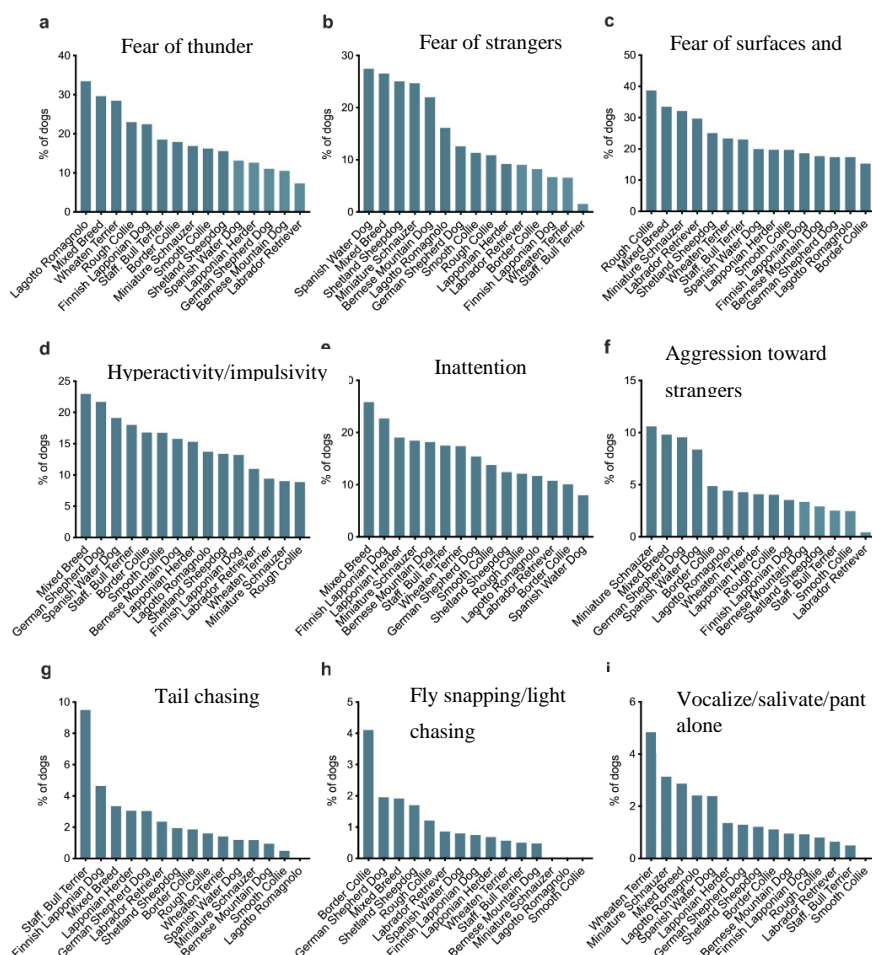 a
Fear of thunder
% of dogs
40
30
20
10
0
Lagotto Romagnolo
Mixed Breed
Wheaten Terrier
Rough Collie
Finnish Lapponian Dog
Staff. Bull Terrier
Border Collie
Miniature Schnauzer
Smooth Collie
Shetland Sheepdog
Spanish Water Dog
Lapponian Herder
German Shepherd Dog
Bernese Mountain Dog
Labrador Retriever
b
Fear of strangers
% of dogs
30
20
10
0
Spanish Water Dog
Mixed Breed
Shetland Sheepdog
Miniature Schnauzer
Bernese Mountain Dog
Lagotto Romagnolo
German Shepherd Dog
Smooth Collie
Rough Collie
Lapponian Herder
Labrador Retriever
Border Collie
Finnish Lapponian Dog
Wheaten Terrier
Staff. Bull Terrier
c
Fear of surfaces and
% of dogs
50
40
30
20
10
0
Rough Collie
Mixed Breed
Miniature Schnauzer
Labrador Retriever
Shetland Sheepdog
Wheaten Terrier
Staff. Bull Terrier
Spanish Water Dog
Lapponian Herder
Smooth Collie
Finnish Lapponian Dog
Bernese Mountain Dog
German Shepherd Dog
Lagotto Romagnolo
Border Collie
d
Hyperactivity/impulsivity
% of dogs
25
20
15
10
5
0
Mixed Breed
German Shepherd Dog
Spanish Water Dog
Staff. Bull Terrier
Border Collie
Smooth Collie
Bernese Mountain Dog
Lapponian Herder
Lagotto Romagnolo
Shetland Sheepdog
Finnish Lapponian Dog
Labrador Retriever
Wheaten Terrier
Miniature Schnauzer
Rough Collie
e
Inattention
% of dogs
0
20
10
0
Mixed Breed
Finnish Lapponian Dog
Lapponian Herder
Miniature Schnauzer
Bernese Mountain Dog
Staff. Bull Terrier
Wheaten Terrier
German Shepherd Dog
Smooth Collie
Shetland Sheepdog
Rough Collie
Lagotto Romagnolo
Labrador Retriever
Border Collie
Spanish Water Dog
f
Aggression toward
strangers
% of dogs
15
10
5
0
Miniature Schnauzer
Mixed Breed
German Shepherd Dog
Spanish Water Dog
Border Collie
Lagotto Romagnolo
Wheaten Terrier
Lapponian Herder
Rough Collie
Finnish Lapponian Dog
Bernese Mountain Dog
Shetland Sheepdog
Staff. Bull Terrier
Smooth Collie
Labrador Retriever
g
Tail chasing
% of dogs
10
8
6
4
2
0
Staff. Bull Terrier
Finnish Lapponian Dog
Mixed Breed
Lapponian Herder
German Shepherd Dog
Labrador Retriever
Shetland Sheepdog
Border Collie
Rough Collie
Wheaten Terrier
Spanish Water Dog
Miniature Schnauzer
Bernese Mountain Dog
Smooth Collie
Lagotto Romagnolo
h
Fly snapping/light
chasing
% of dogs
5
4
3
2
1
0
Border Collie
German Shepherd Dog
Mixed Breed
Shetland Sheepdog
Rough Collie
Labrador Retriever
Spanish Water Dog
Finnish Lapponian Dog
Lapponian Herder
Wheaten Terrier
Staff. Bull Terrier
Bernese Mountain Dog
Miniature Schnauzer
Lagotto Romagnolo
Smooth Collie
i
Vocalize/salivate/pant
alone
% of dogs
6
4
2
0
Wheaten Terrier
Miniature Schnauzer
Mixed Breed
Lagotto Romagnolo
Spanish Water Dog
Lapponian Herder
German Shepherd Dog
Shetland Sheepdog
Border Collie
Bernese Mountain Dog
Finnish Lapponian Dog
Rough Collie
Labrador Retriever
Staff. Bull Terrier
Smooth Collie